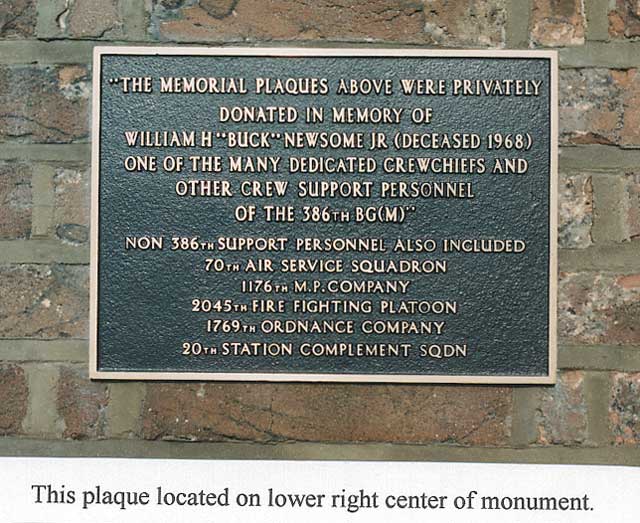 "THE MEMORIAL PLAQUES ABOVE WERE PRIVATELY
DONATED IN MEMORY OF
WILLIAM H "BUCK" NEWSOME JR (DECEASED 1968)
ONE OF THE MANY DEDICATED CREWCHIEFS AND
OTHER CREW SUPPORT PERSONNEL
OF THE 386TH BG(M)"
NON 386TH SUPPORT PERSONNEL ALSO INCLUDED
70TH AIR SERVICE SQUADRON
1176TH M.P. COMPANY
2045TH FIRE FIGHTING PLATOON
1769TH ORDNANCE COMPANY
20TH STATION COMPLEMENT SQDN
This plaque located on lower right center of monument.